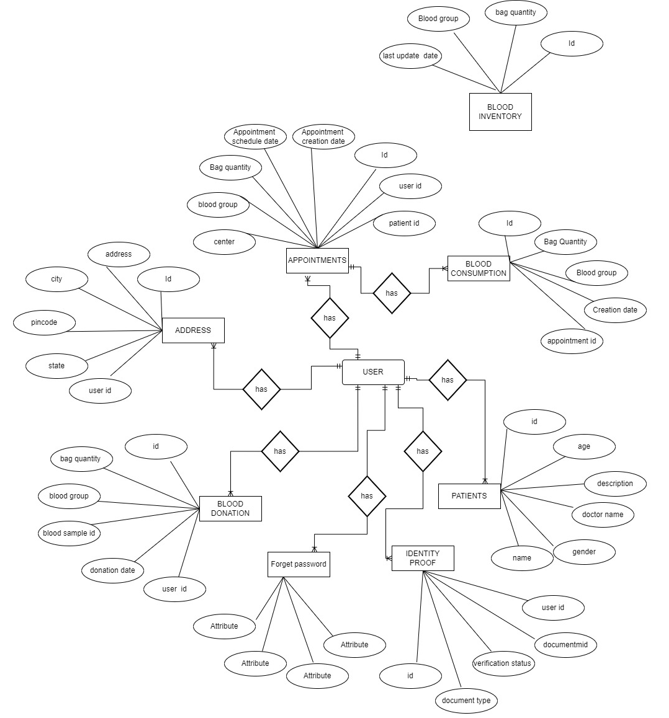 Blood group
bag quantity
Id
last update  date
BLOOD
INVENTORY
Appointment
schedule date
Appointment
creation date
Id
Bag quantity
user id
blood group
patient id
center
APPOINTMENTS
Id
Bag Quantity
Blood group
Creation date
appointment id
BLOOD
CONSUMPTION
has
has
address
city
Id
pincode
state
user id
ADDRESS
has
USER
has
PATIENTS
id
age
description
doctor name
gender
name
has
id
bag quantity
blood group
blood sample id
donation date
user  id
BLOOD
DONATION
has
Forget password
Attribute
Attribute
Attribute
Attribute
has
IDENTITY
PROOF
user id
documentmid
verification status
id
document type